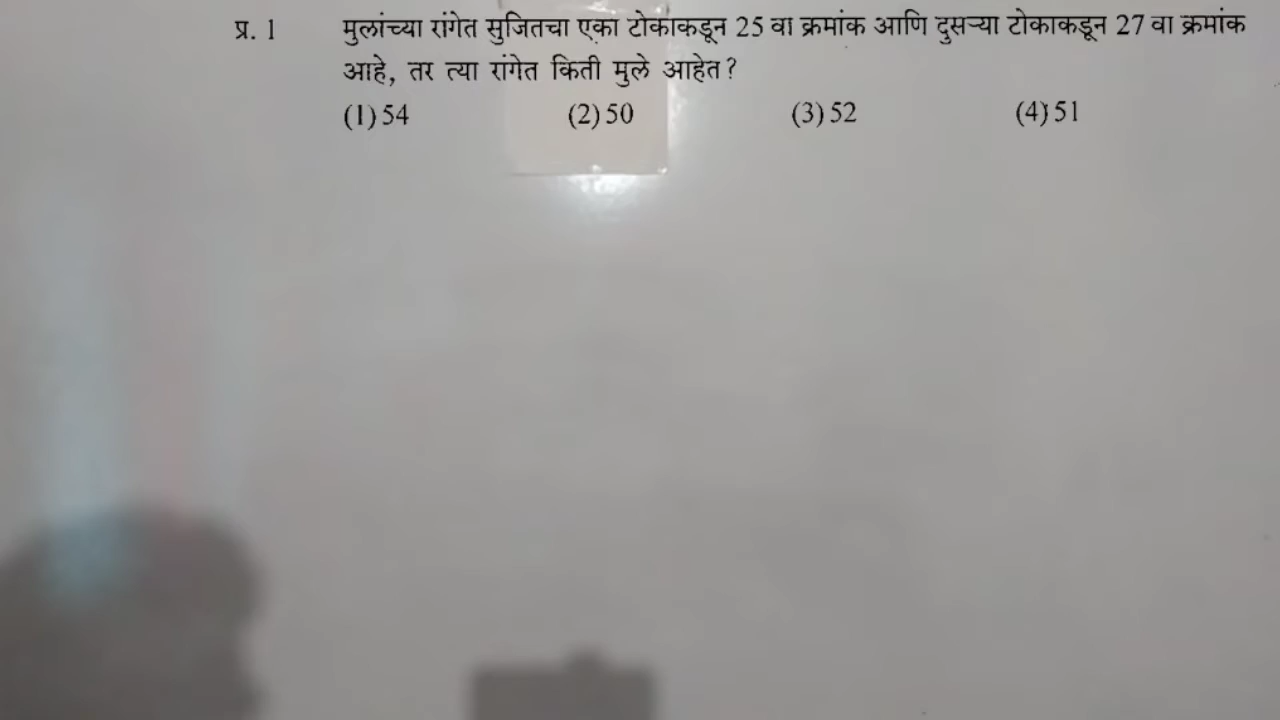 प्र. 1 मुलांच्या रांगेत सुजितचा एका टोकाकडून 25 वा क्रमांक आणि दुसऱ्या टोकाकडून 27 वा क्रमांक
आहे, तर त्या रांगेत किती मुले आहेत?
(1) 54 (2) 50 (3) 52 (4) 51